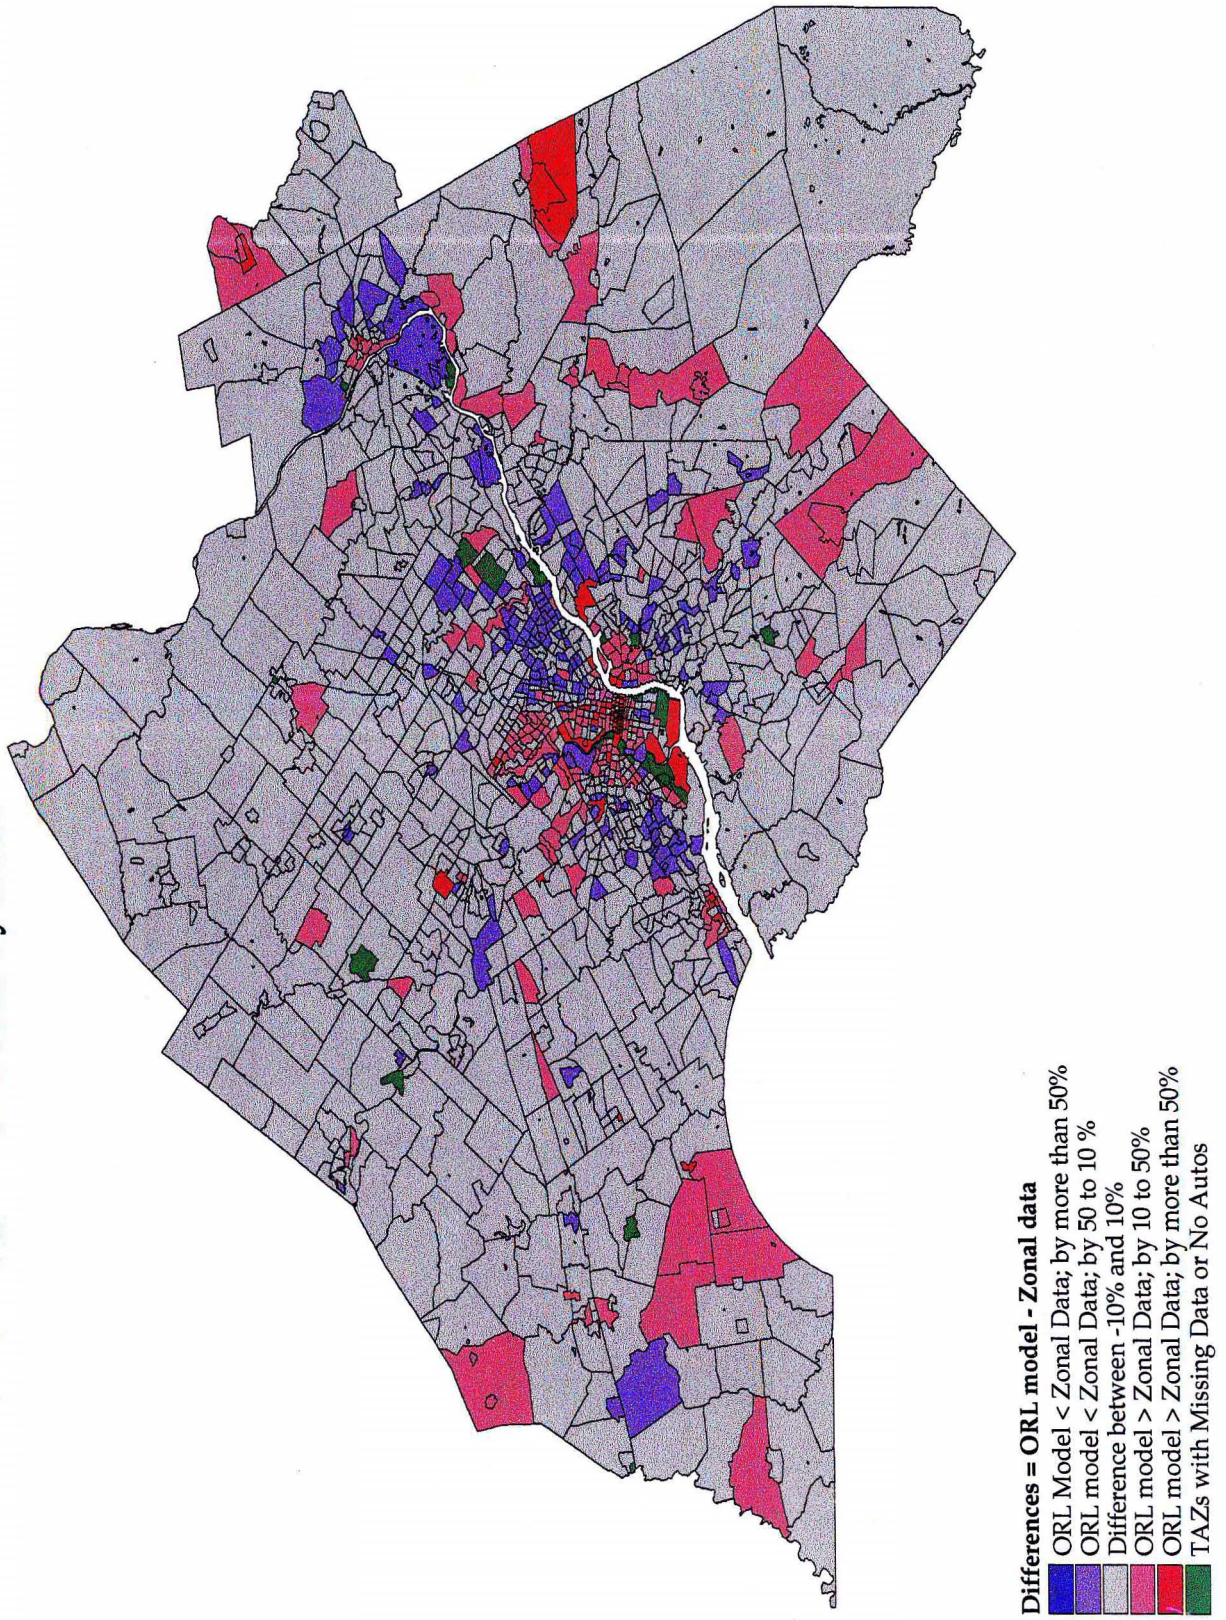 Differences = ORL model - Zonal data
ORL Model < Zonal Data; by more than 50%
ORL model < Zonal Data; by 50 to 10 %
Difference between -10% and 10%
ORL model > Zonal Data; by 10 to 50%
ORL model > Zonal Data; by more than 50%
TAZs with Missing Data or No Autos